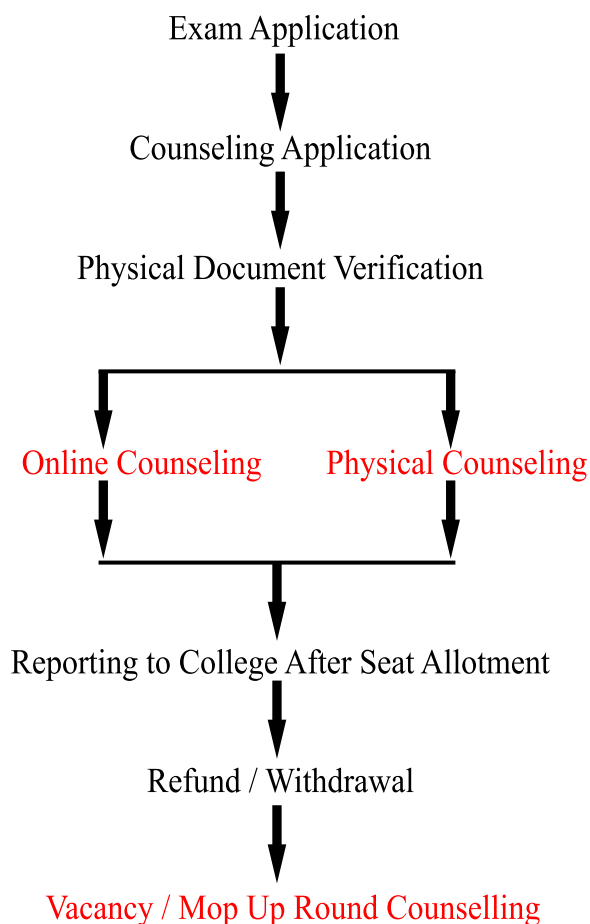 Exam Application
Counseling Application
Physical Document Verification
Online Counseling
Physical Counseling
Reporting to College After Seat Allotment
Refund / Withdrawal
Vacancy / Mop Up Round Counselling